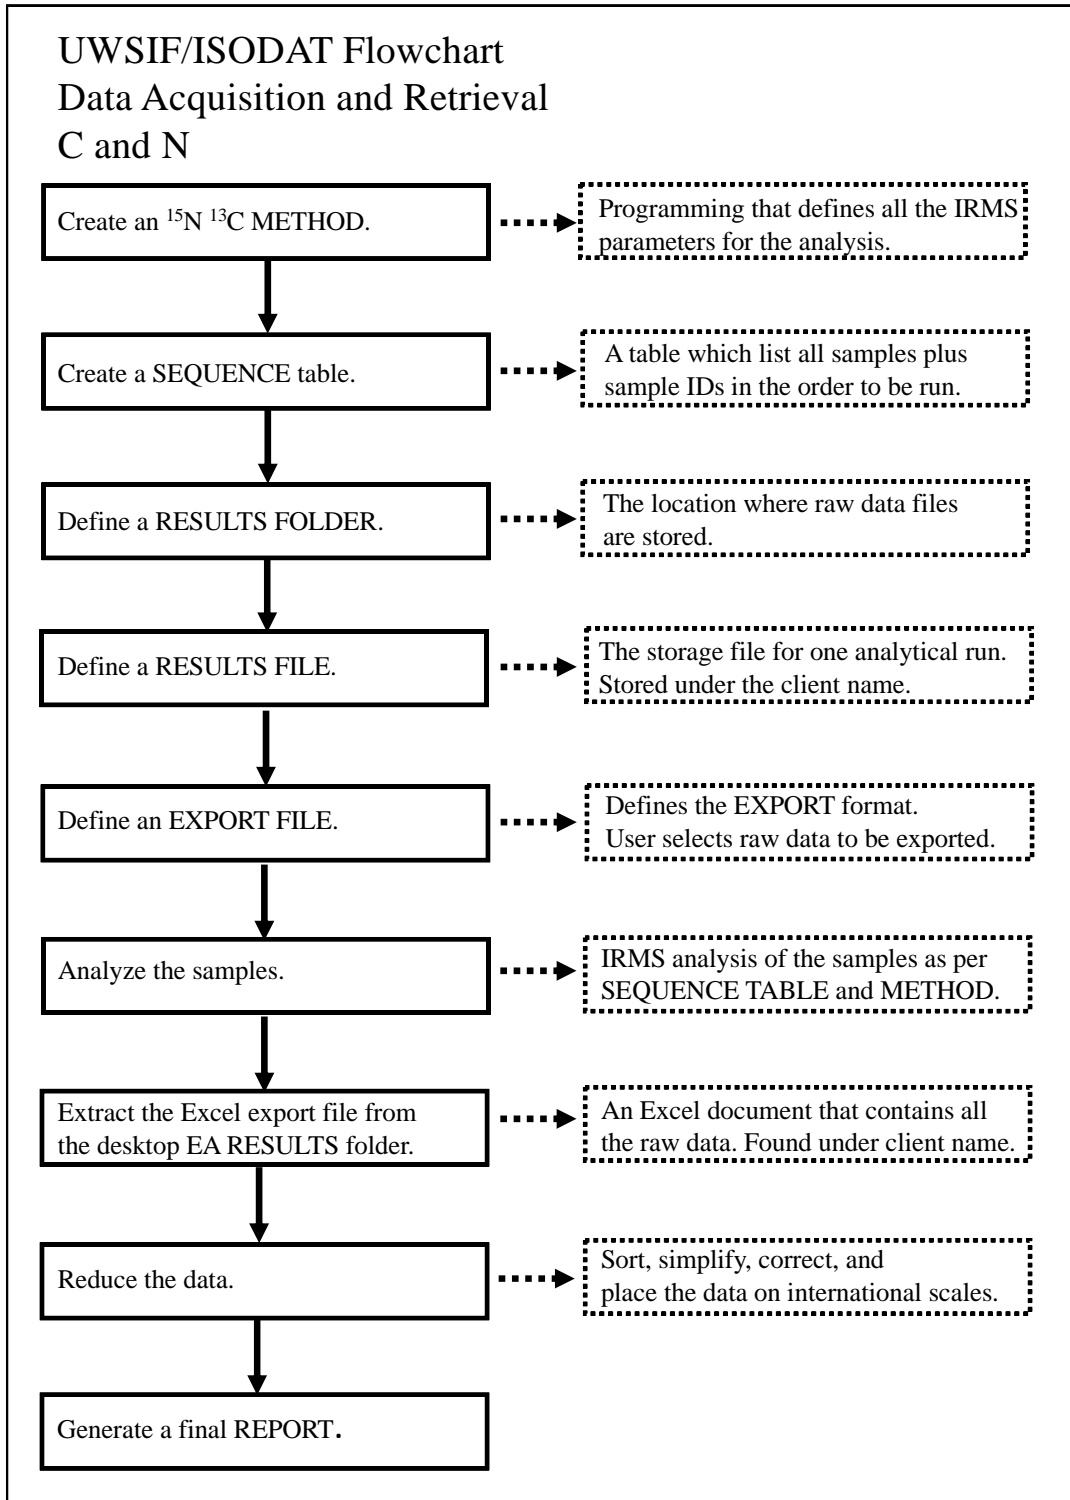 UWSIF/ISODAT Flowchart
Data Acquisition and Retrieval
C and N
Create an ¹⁵N ¹³C METHOD.
Programming that defines all the IRMS
parameters for the analysis.
Create a SEQUENCE table.
A table which list all samples plus
sample IDs in the order to be run.
Define a RESULTS FOLDER.
The location where raw data files
are stored.
Define a RESULTS FILE.
The storage file for one analytical run.
Stored under the client name.
Define an EXPORT FILE.
Defines the EXPORT format.
User selects raw data to be exported.
Analyze the samples.
IRMS analysis of the samples as per
SEQUENCE TABLE and METHOD.
Extract the Excel export file from
the desktop EA RESULTS folder.
An Excel document that contains all
the raw data. Found under client name.
Reduce the data.
Sort, simplify, correct, and
place the data on international scales.
Generate a final REPORT.